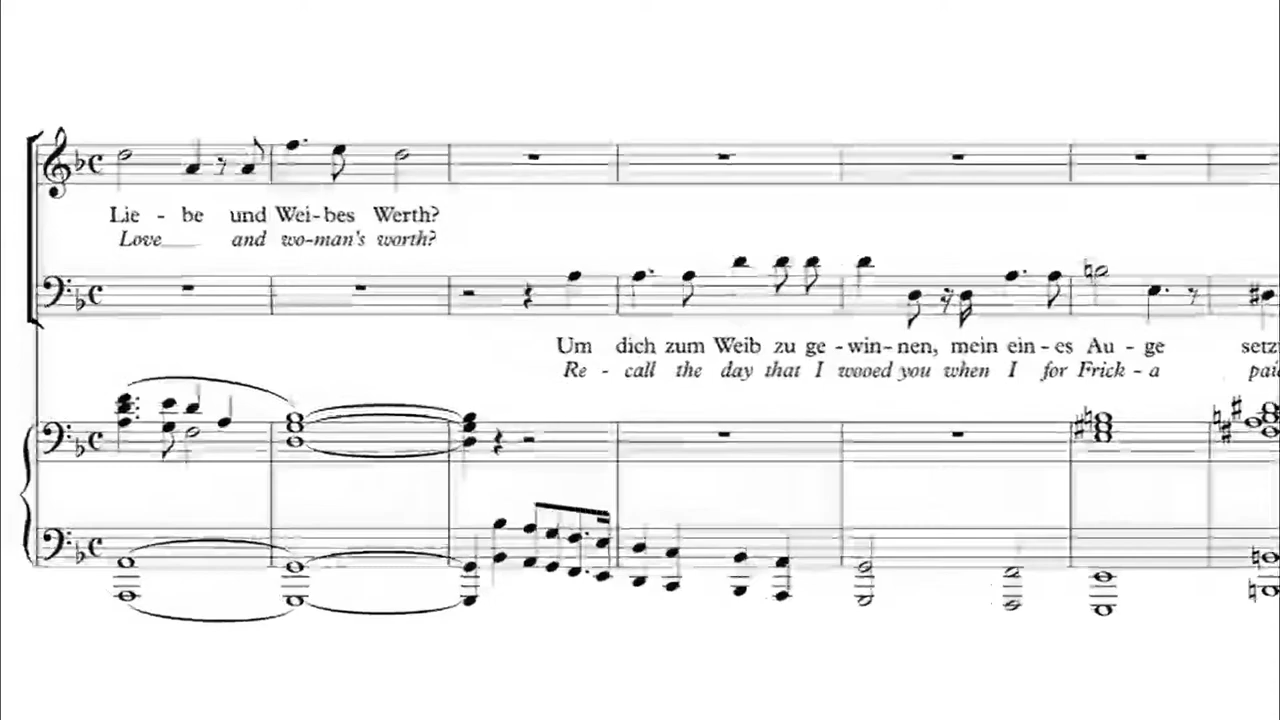 Lie - be und Wei-bes Werth?
Love and wo-man's worth?
Um dich zum Weib zu ge-win-nen, mein ein-es Au-ge
Re - call the day that I wooed you when I for Frick-a